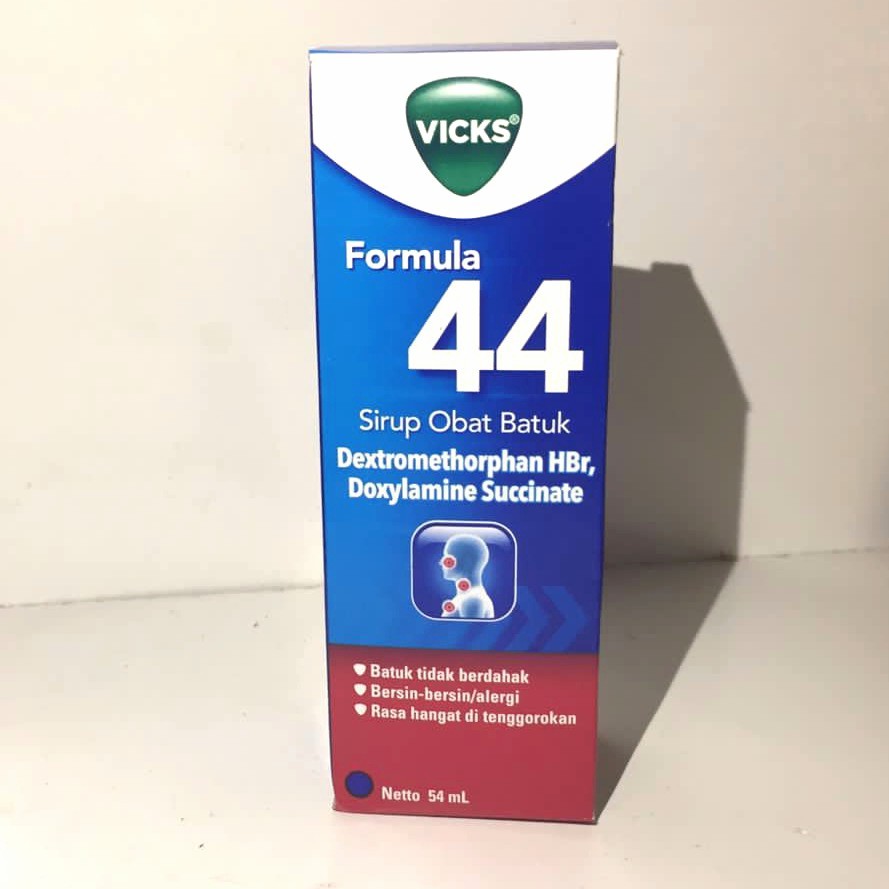 VICKS®
Formula
44
Sirup Obat Batuk
Dextromethorphan HBr,
Doxylamine Succinate
Batuk tidak berdahak
Bersin-bersin/alergi
Rasa hangat di tenggorokan
Netto 54 mL